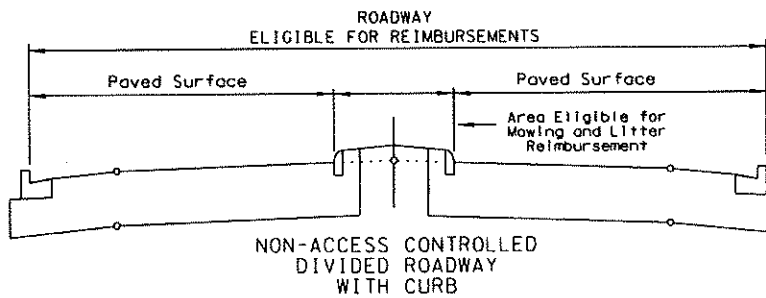 ROADWAY
ELIGIBLE FOR REIMBURSEMENTS
Paved Surface
Paved Surface
Area Eligible for
Mowing and Litter
Reimbursement
NON-ACCESS CONTROLLED
DIVIDED ROADWAY
WITH CURB